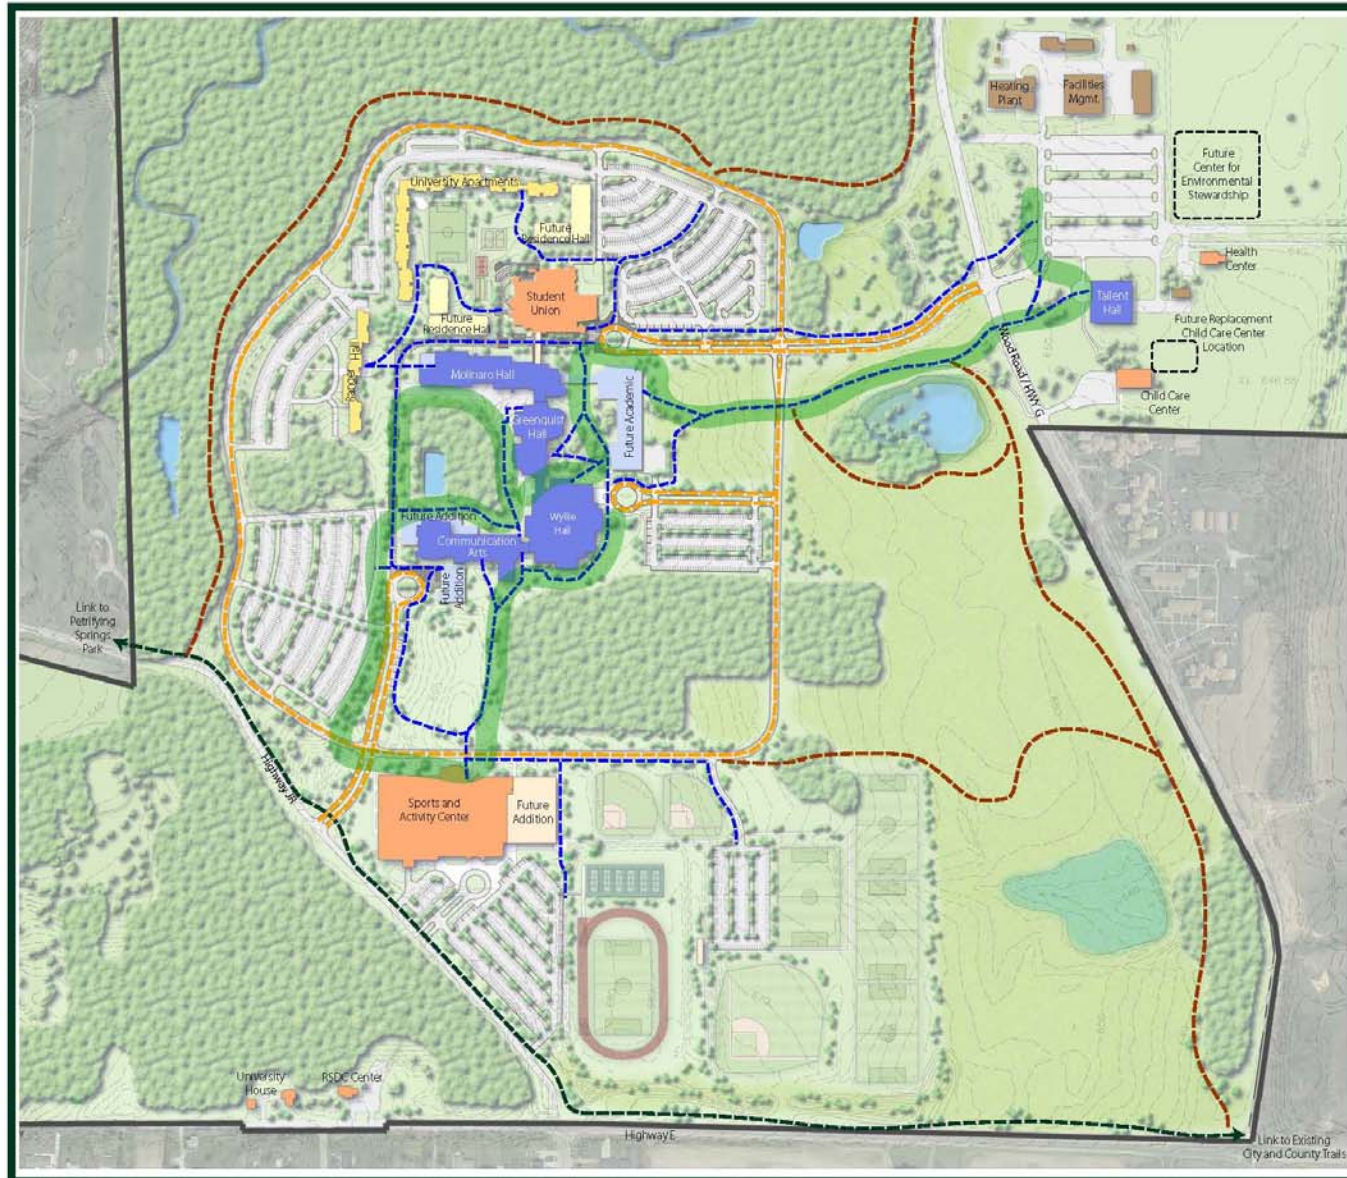 Heating
Plant
Facilities
Mgmt.
Future
Center for
Environmental
Stewardship
University Apartments
Future
Residence Hall
Health
Center
Student
Union
Tallent
Hall
Future
Residence Hall
Future Replacement
Child Care Center
Location
Wood Road / HWY G
Molinaro Hall
Child Care
Center
Greenquist
Hall
Future Academic
Future Addition
Wyllie
Hall
Communication
Arts
Future
Addition
Link to
Petrifying
Springs
Park
Highway JR
Sports and
Activity Center
Future
Addition
University
House
RSDC Center
Highway E
Link to Existing
City and County Trails